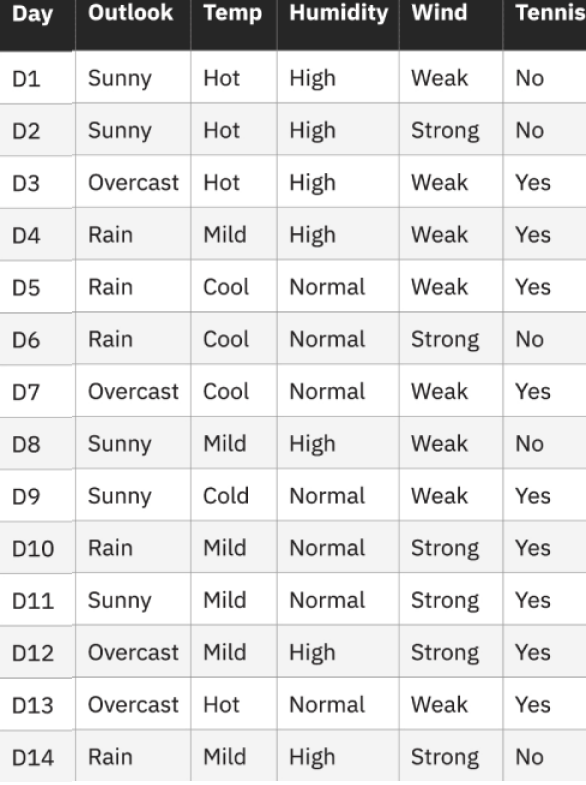 Day Outlook Temp Humidity Wind Tennis
D1 Sunny Hot High Weak No
D2 Sunny Hot High Strong No
D3 Overcast Hot High Weak Yes
D4 Rain Mild High Weak Yes
D5 Rain Cool Normal Weak Yes
D6 Rain Cool Normal Strong No
D7 Overcast Cool Normal Weak Yes
D8 Sunny Mild High Weak No
D9 Sunny Cold Normal Weak Yes
D10 Rain Mild Normal Strong Yes
D11 Sunny Mild Normal Strong Yes
D12 Overcast Mild High Strong Yes
D13 Overcast Hot Normal Weak Yes
D14 Rain Mild High Strong No